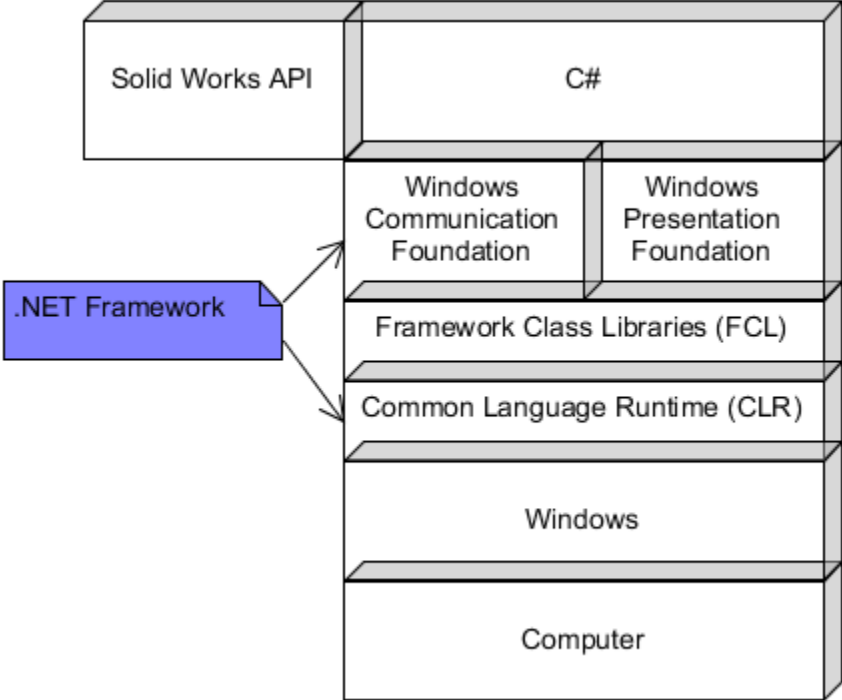 Solid Works API
C#
Windows
Communication
Foundation
Windows
Presentation
Foundation
.NET Framework
Framework Class Libraries (FCL)
Common Language Runtime (CLR)
Windows
Computer